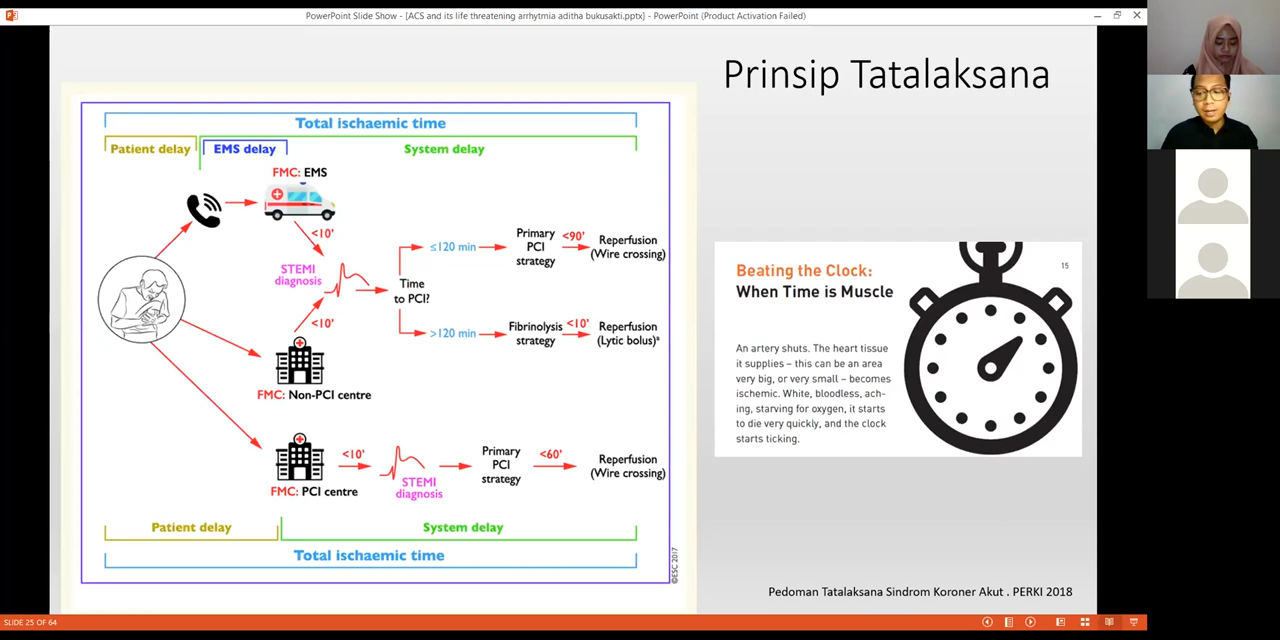 PowerPoint Slide Show - [ACS and its life threatening arrhytmia aditha bukusakti.pptx] - PowerPoint (Product Activation Failed)
Prinsip Tatalaksana
Total ischaemic time
Patient delay
EMS delay
System delay
FMC: EMS
<10'
STEMI
diagnosis
<10'
Time
to PCI?
≤120 min
Primary
PCI
strategy
<90'
Reperfusion
(Wire crossing)
>120 min
Fibrinolysis
strategy
<10'
Reperfusion
(Lytic bolus)ª
FMC: Non-PCI centre
FMC: PCI centre
<10'
STEMI
diagnosis
Primary
PCI
strategy
<60'
Reperfusion
(Wire crossing)
Patient delay
System delay
Total ischaemic time
©ESC 2017
15
Beating the Clock:
When Time is Muscle
An artery shuts. The heart tissue
it supplies – this can be an area
very big, or very small – becomes
ischemic. White, bloodless, ach-
ing, starving for oxygen, it starts
to die very quickly, and the clock
starts ticking.
Pedoman Tatalaksana Sindrom Koroner Akut . PERKI 2018
SLIDE 25 OF 64